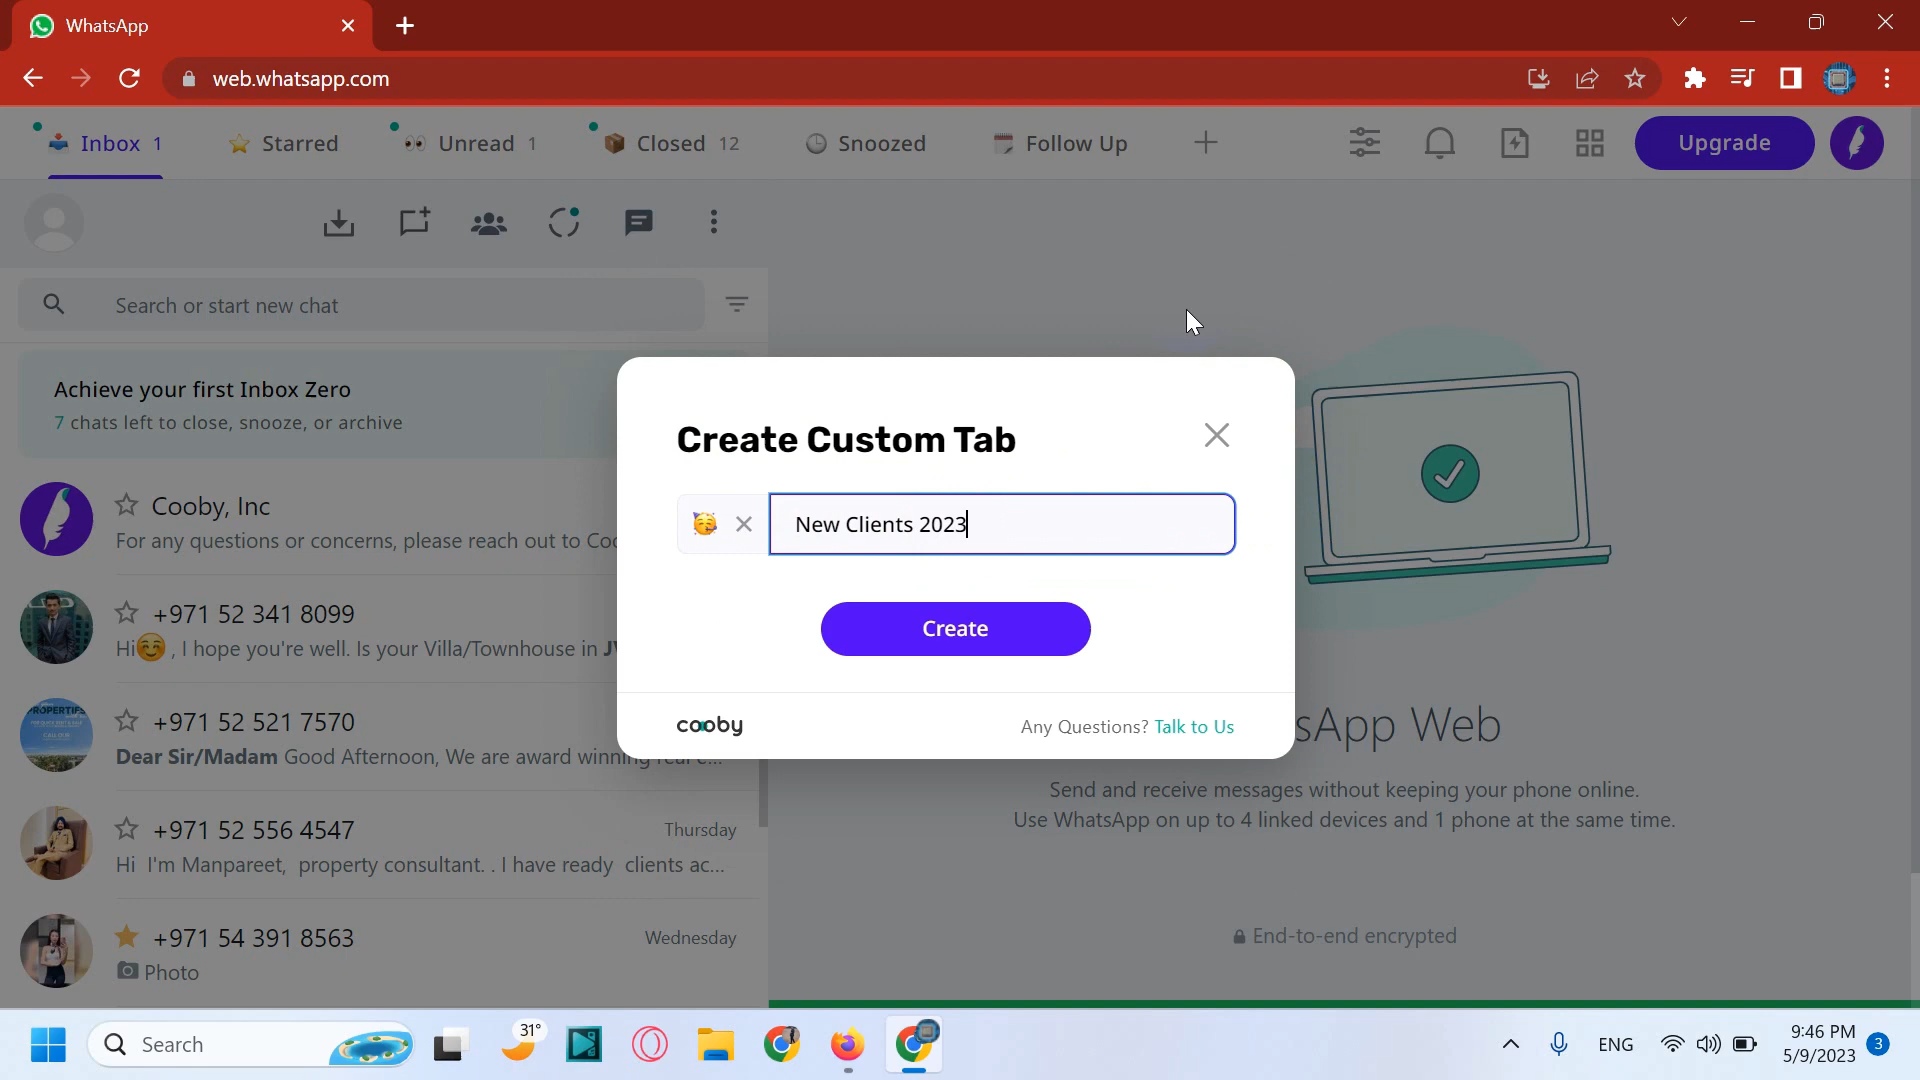 WhatsApp
web.whatsapp.com
Inbox 1
Starred
Unread 1
Closed 12
Snoozed
Follow Up
Upgrade
Search or start new chat
Achieve your first Inbox Zero
7 chats left to close, snooze, or archive
Cooby, Inc
For any questions or concerns, please reach out to
+971 52 341 8099
Hi😊, I hope you're well. Is your Villa/Townhouse in
+971 52 521 7570
Dear Sir/Madam Good Afternoon, We are award
+971 52 556 4547
Thursday
Hi I'm Manpareet, property consultant. . I have ready clients ac...
+971 54 391 8563
Wednesday
Photo
Create Custom Tab
🥳
New Clients 2023
Create
cooby
Any Questions? Talk to Us
sApp Web
Send and receive messages without keeping your phone online.
Use WhatsApp on up to 4 linked devices and 1 phone at the same time.
End-to-end encrypted
Search
31°
ENG
9:46 PM
5/9/2023
3